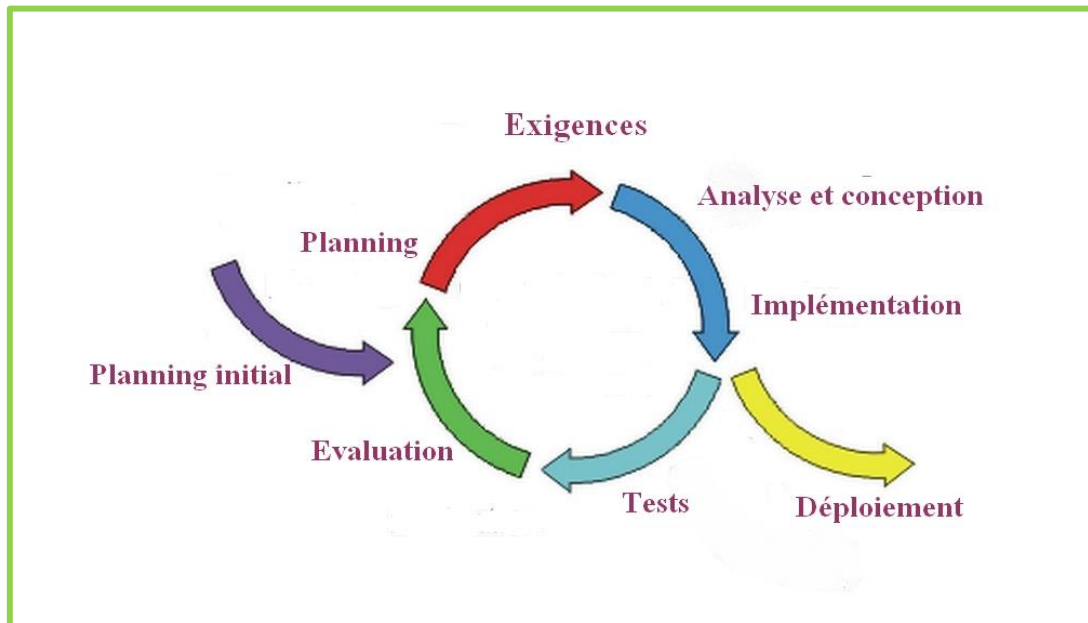 Exigences
Analyse et conception
Planning
Implémentation
Planning initial
Evaluation
Tests
Déploiement